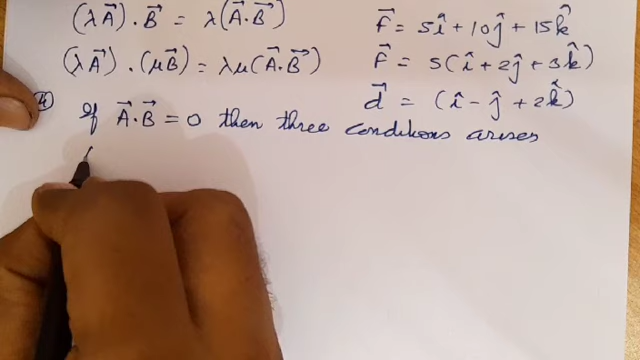 (λA⃗) . B⃗ = λ(A⃗.B⃗)
(λA⃗) . (μB⃗) = λμ(A⃗.B⃗)
F⃗ = 5î + 10ĵ + 15k̂
F⃗ = 5(î + 2ĵ + 3k̂)
d⃗ = (î - ĵ + 2k̂)
④ If A⃗.B⃗ = 0 then three conditions arises